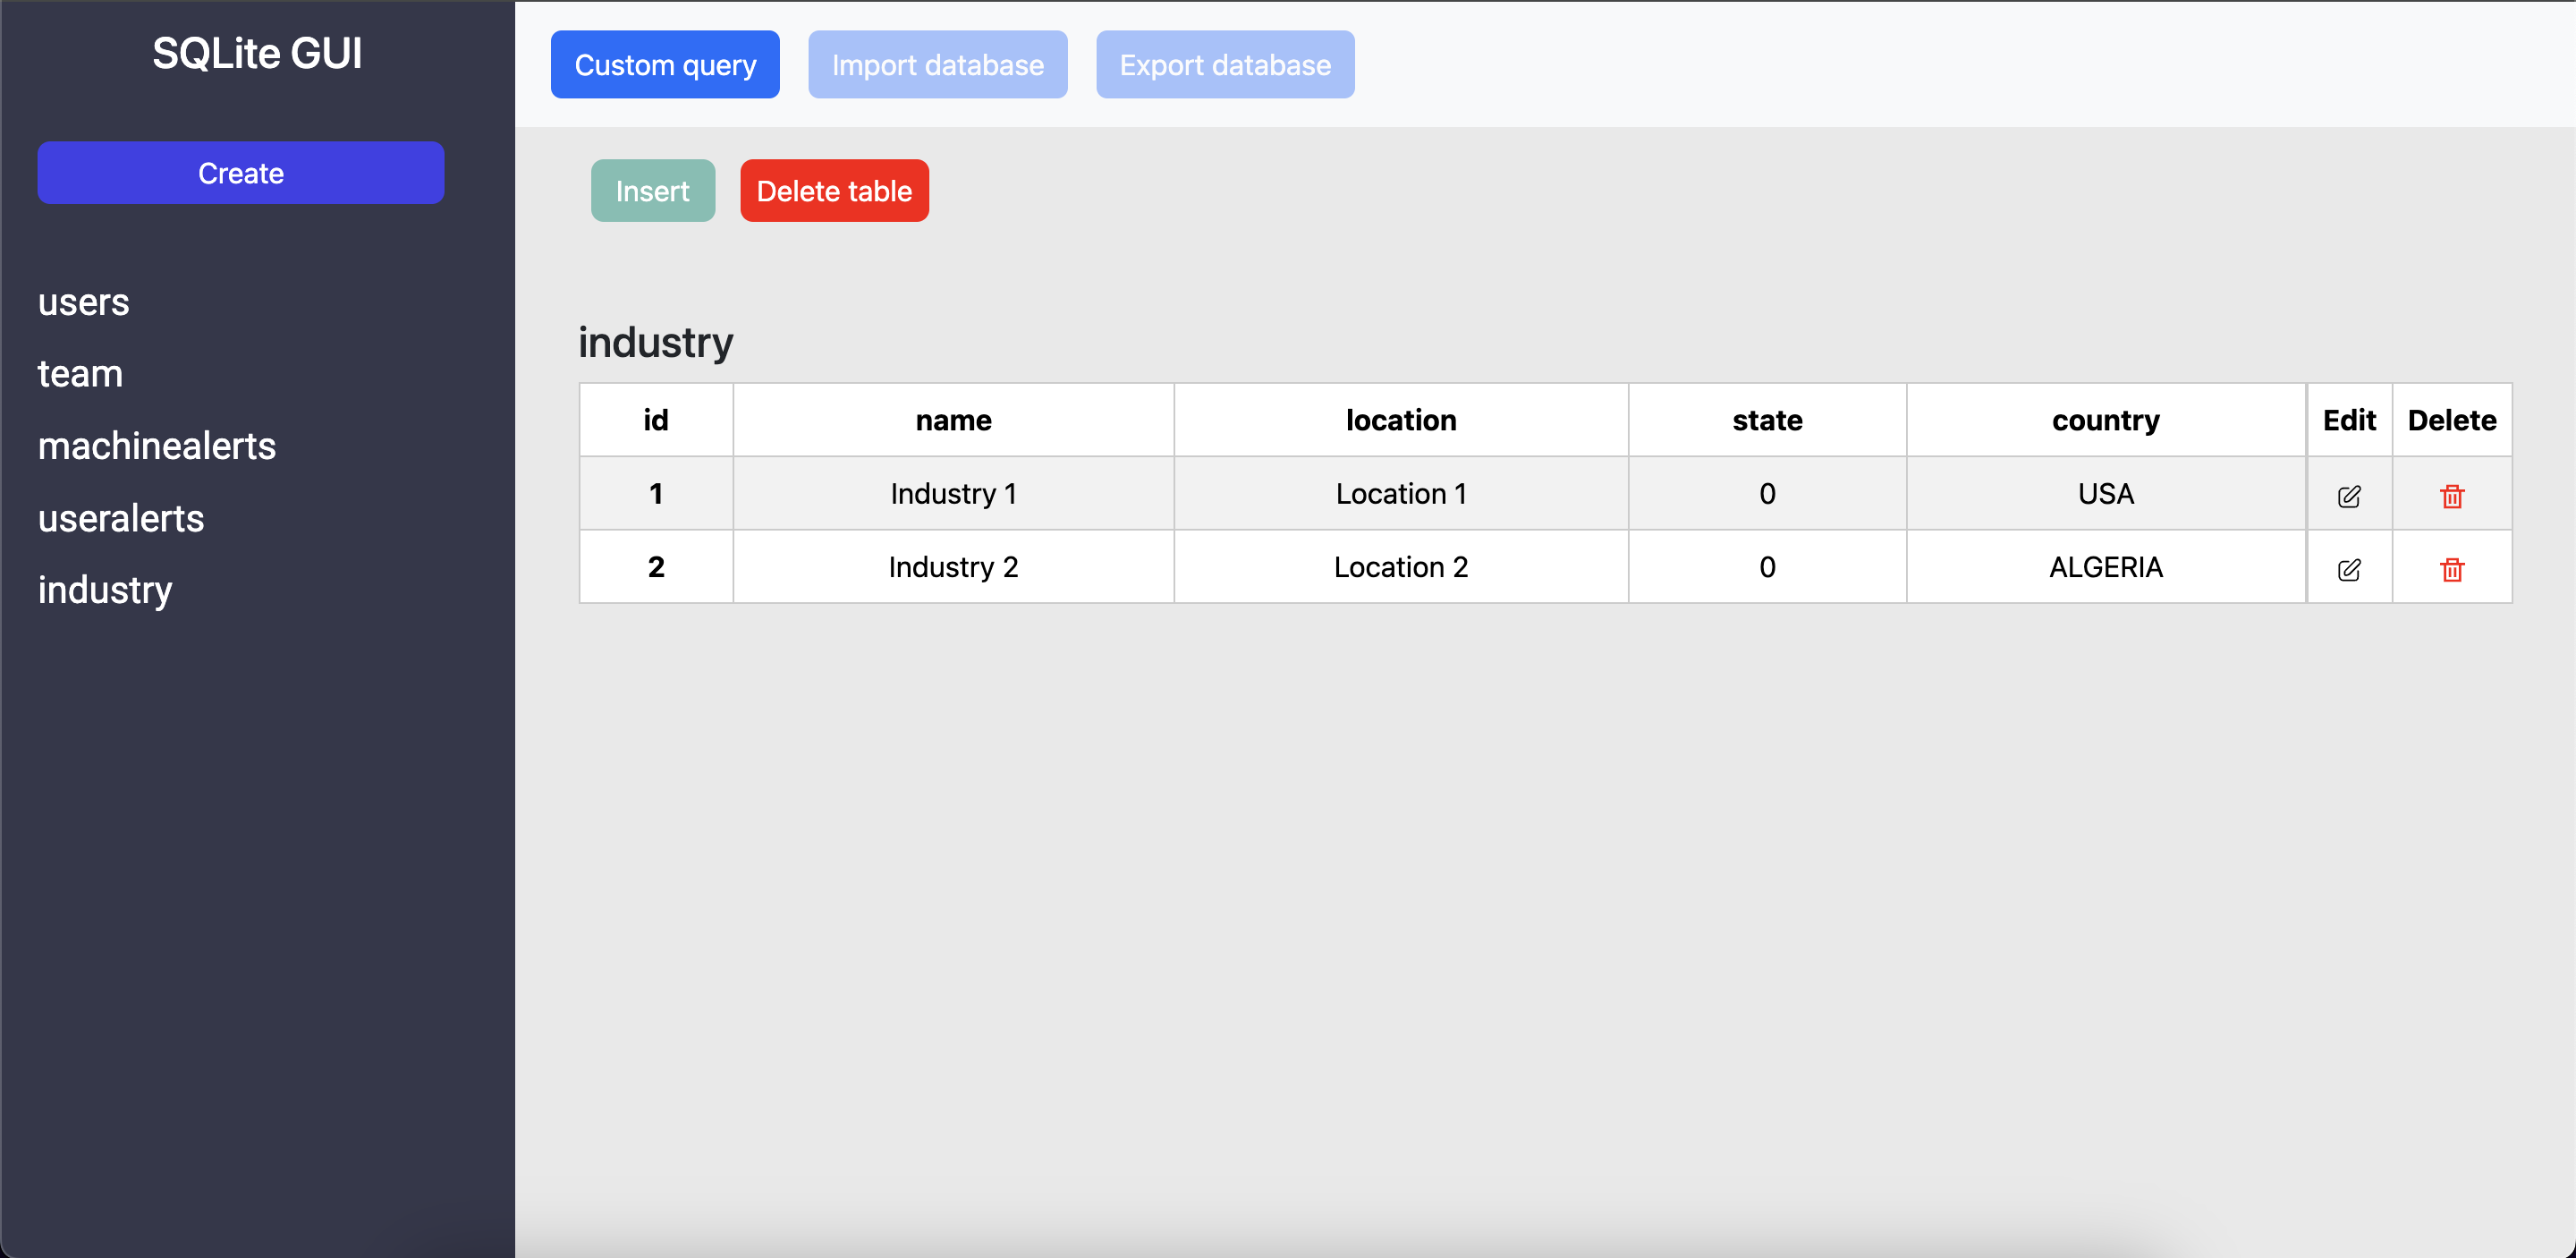 SQLite GUI
Create
users
team
machinealerts
useralerts
industry
Custom query Import database Export database
Insert Delete table
industry
id name location state country Edit Delete
1 Industry 1 Location 1 0 USA
2 Industry 2 Location 2 0 ALGERIA